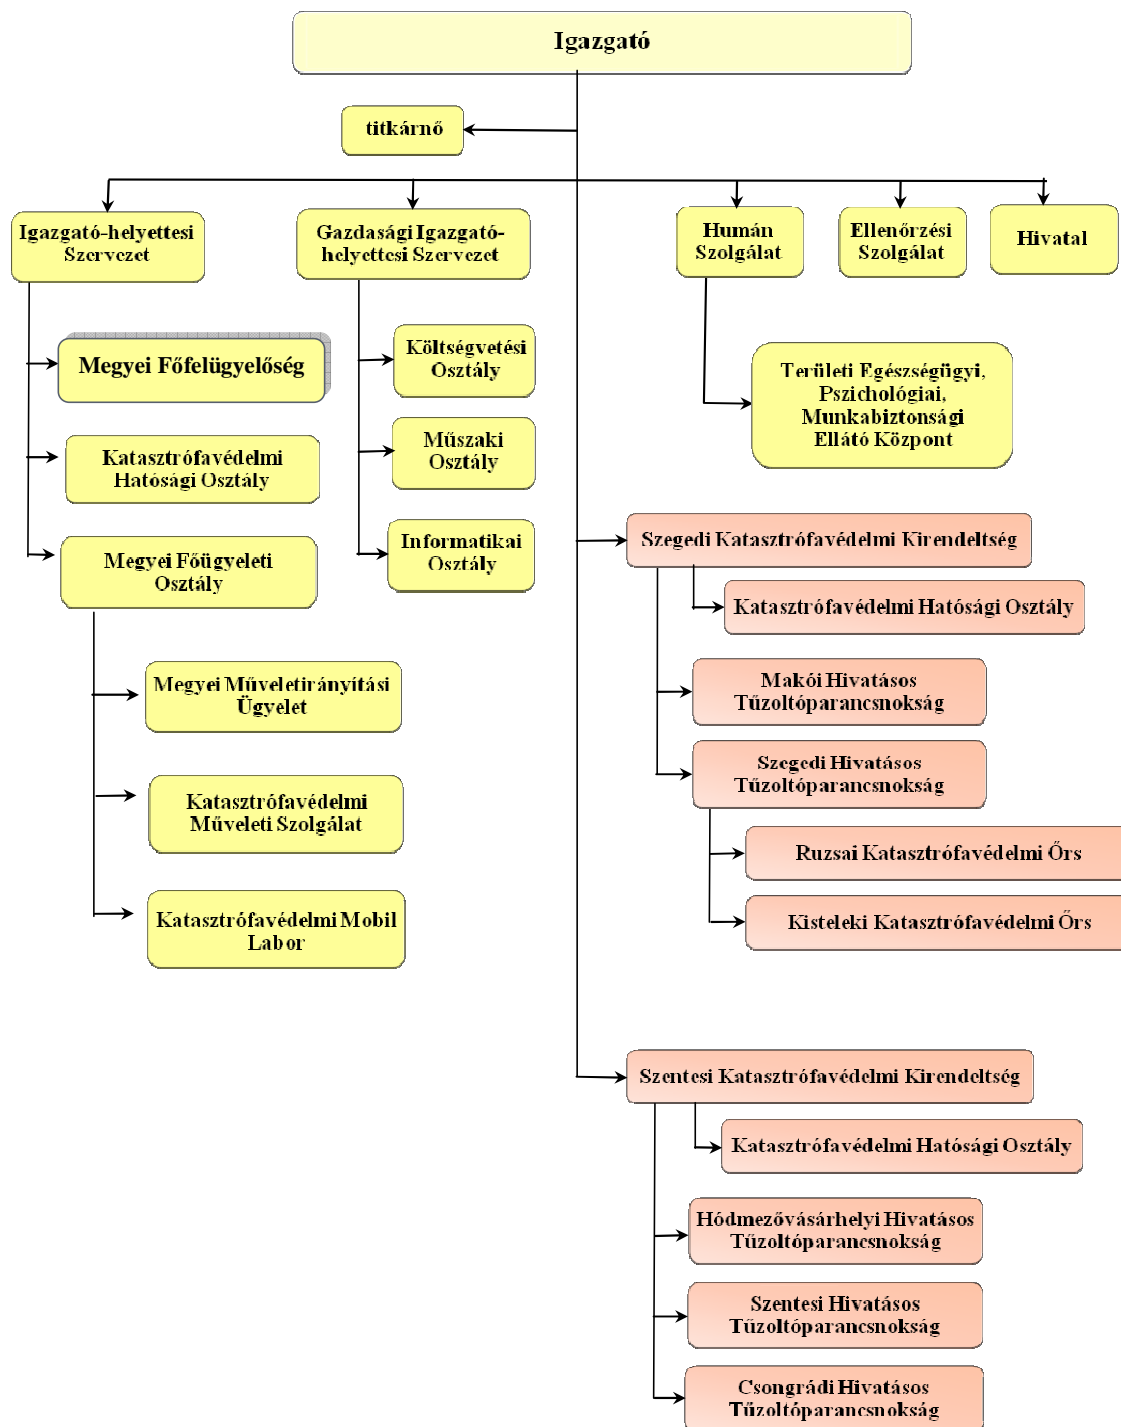 Igazgató
titkárnő
Igazgató-helyettesi
Szervezet
Gazdasági Igazgató-
helyettesi Szervezet
Humán
Szolgálat
Ellenőrzési
Szolgálat
Hivatal
Megyei Főfelügyelőség
Katasztrófavédelmi
Hatósági Osztály
Megyei Főügyeleti
Osztály
Megyei Műveletirányítási
Ügyelet
Katasztrófavédelmi
Műveleti Szolgálat
Katasztrófavédelmi Mobil
Labor
Költségvetési
Osztály
Műszaki
Osztály
Informatikai
Osztály
Területi Egészségügyi,
Pszichológiai,
Munkabiztonsági
Ellátó Központ
Szegedi Katasztrófavédelmi Kirendeltség
Katasztrófavédelmi Hatósági Osztály
Makói Hivatásos
Tűzoltóparancsnokság
Szegedi Hivatásos
Tűzoltóparancsnokság
Ruzsai Katasztrófavédelmi Őrs
Kisteleki Katasztrófavédelmi Őrs
Szentesi Katasztrófavédelmi Kirendeltség
Katasztrófavédelmi Hatósági Osztály
Hódmezővásárhelyi Hivatásos
Tűzoltóparancsnokság
Szentesi Hivatásos
Tűzoltóparancsnokság
Csongrádi Hivatásos
Tűzoltóparancsnokság